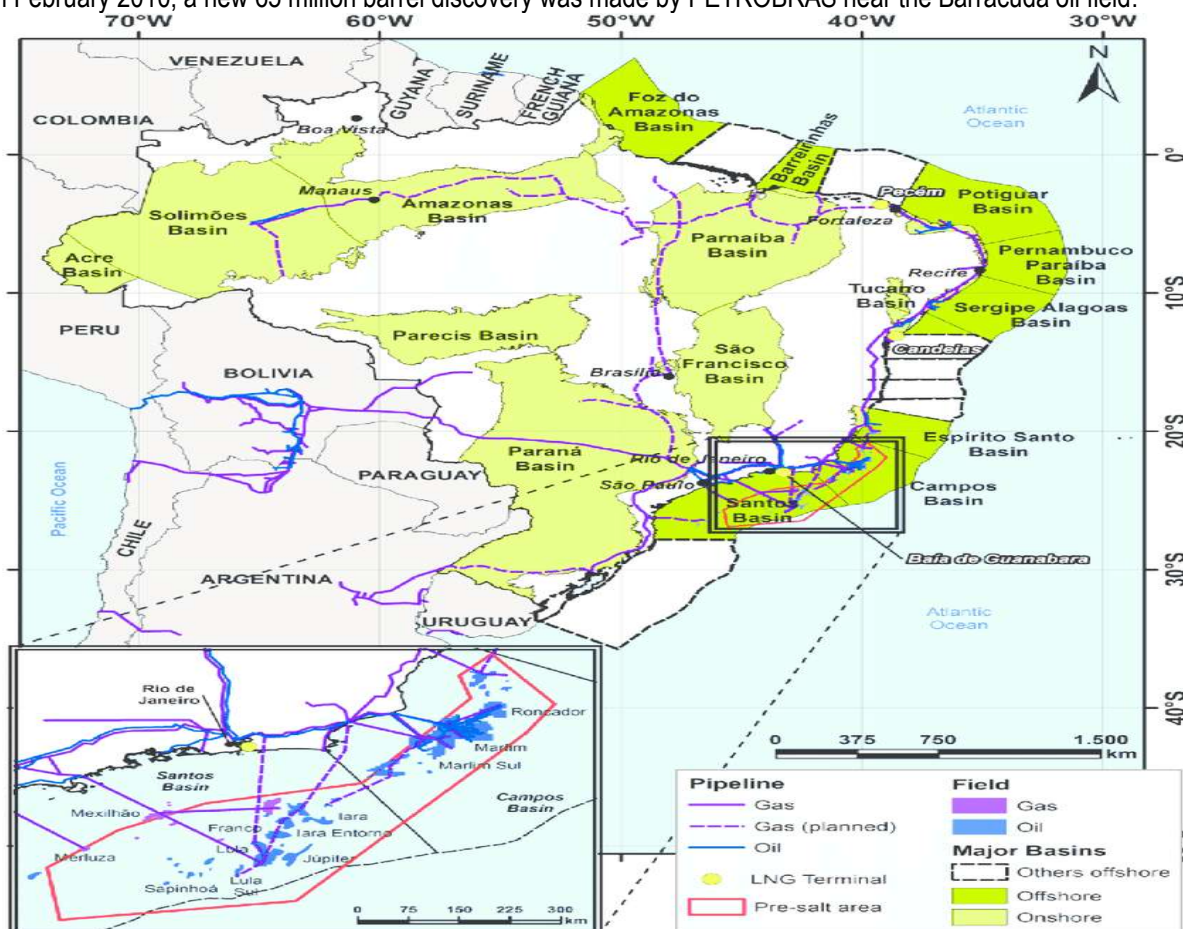 February 2010, a new 65 million barrel discovery was made by PETROBRAS near the Barracuda oil field.
70°W
60°W
50°W
40°W
30°W
N
VENEZUELA
GUYANA
SURINAME
FRENCH
GUIANA
COLOMBIA
Boa Vista
Foz do
Amazonas
Basin
Atlantic
Ocean
Barreirinhas
Basin
0°
Manaus
Solimões
Basin
Amazonas
Basin
Pecém
Potiguar
Basin
Fortaleza
Acre
Basin
Parnaíba
Basin
Pernambuco
Paraíba
Basin
Recife
Tucano
Basin
10°S
Sergipe Alagoas
Basin
PERU
Parecis Basin
São
Francisco
Basin
Candeias
BOLIVIA
Brasília
20°S
Espirito Santo
Basin
Paraná
Basin
Rio de Janeiro
PARAGUAY
São Paulo
Campos
Basin
Santos
Basin
Pacific Ocean
CHILE
Baía de Guanabara
30°S
ARGENTINA
URUGUAY
Atlantic
Ocean
Rio de
Janeiro
Roncador
40°S
Marlim
Marlim Sul
Santos
Basin
Campos
Basin
Mexilhão
Iara
Franco
Iara Entorno
Lula
Júpiter
Merluza
Sapinhoá
Lula
Sul
0 75 150 225 300
km
0 375 750 1.500
km
Pipeline
Gas
Gas (planned)
Oil
LNG Terminal
Pre-salt area
Field
Gas
Oil
Major Basins
Others offshore
Offshore
Onshore